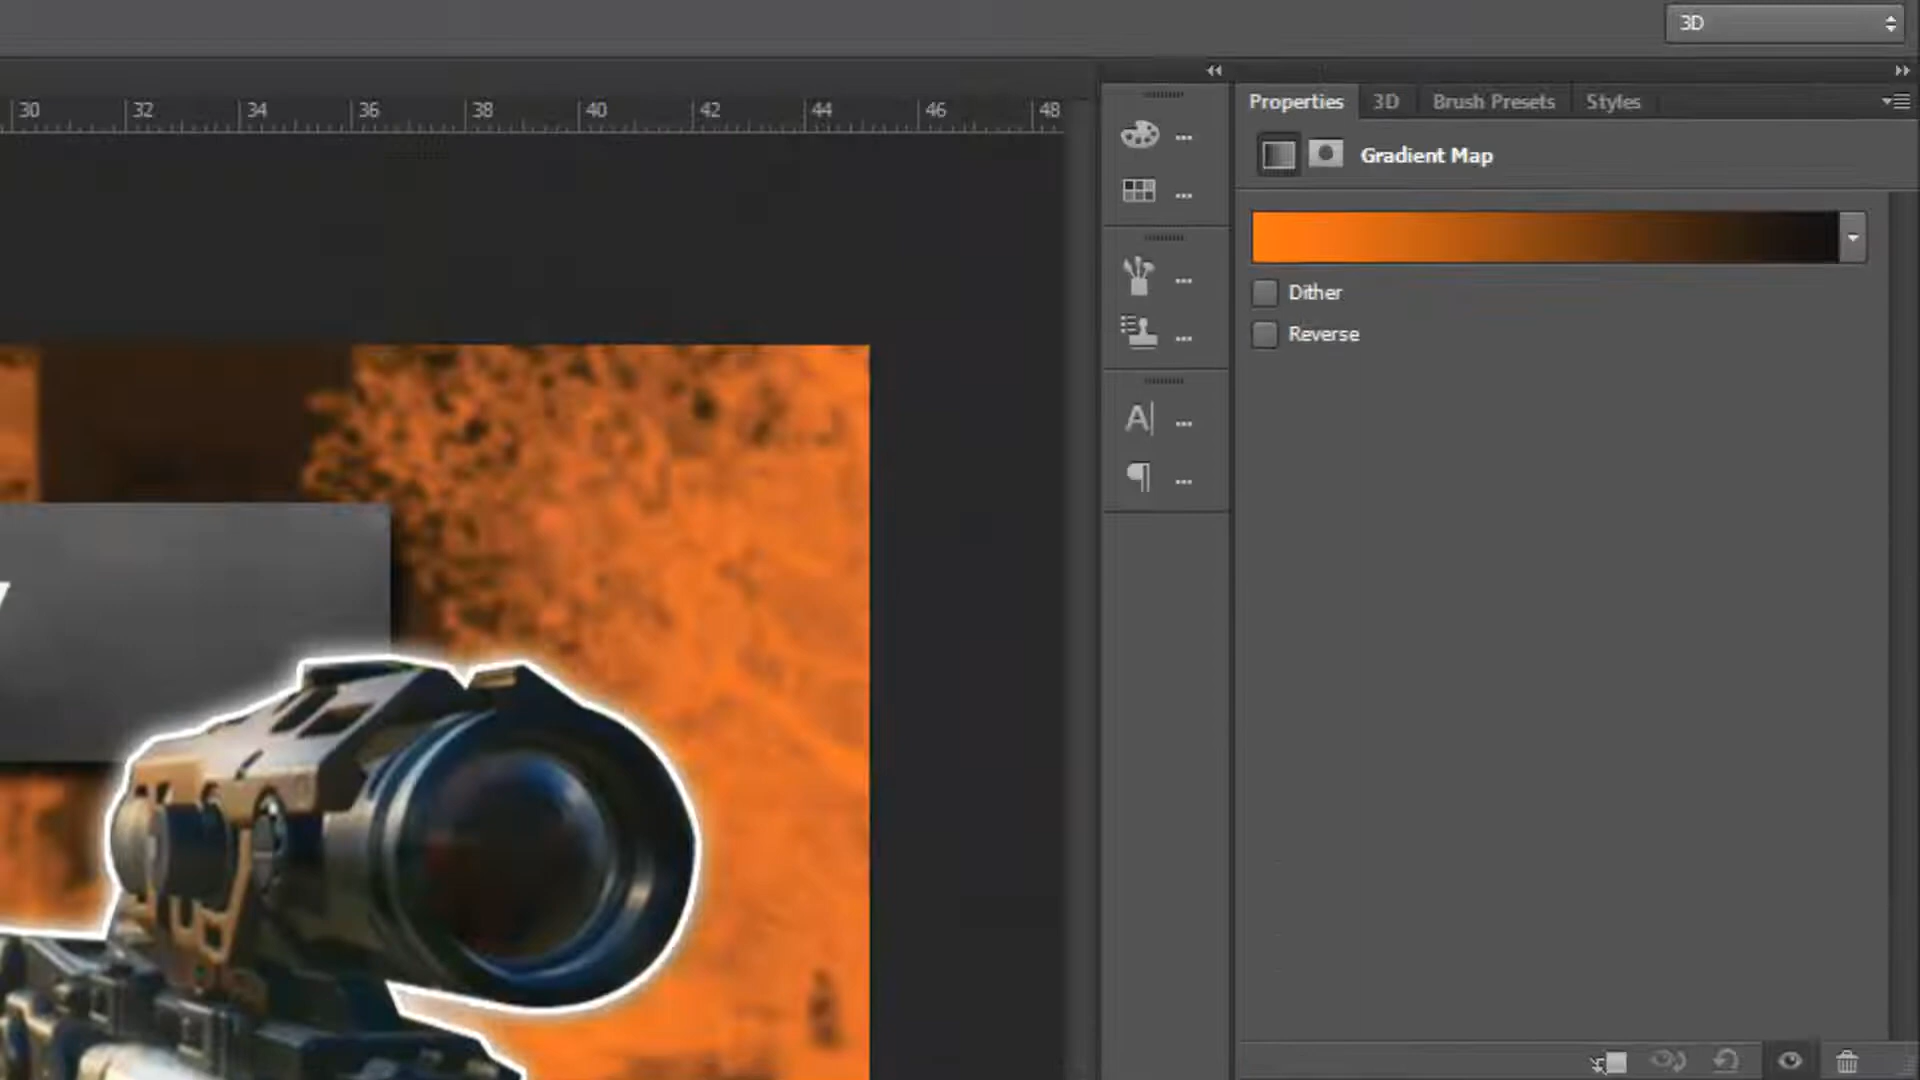 3D
30 32 34 36 38 40 42 44 46 48
Properties 3D Brush Presets Styles
Gradient Map
Dither
Reverse